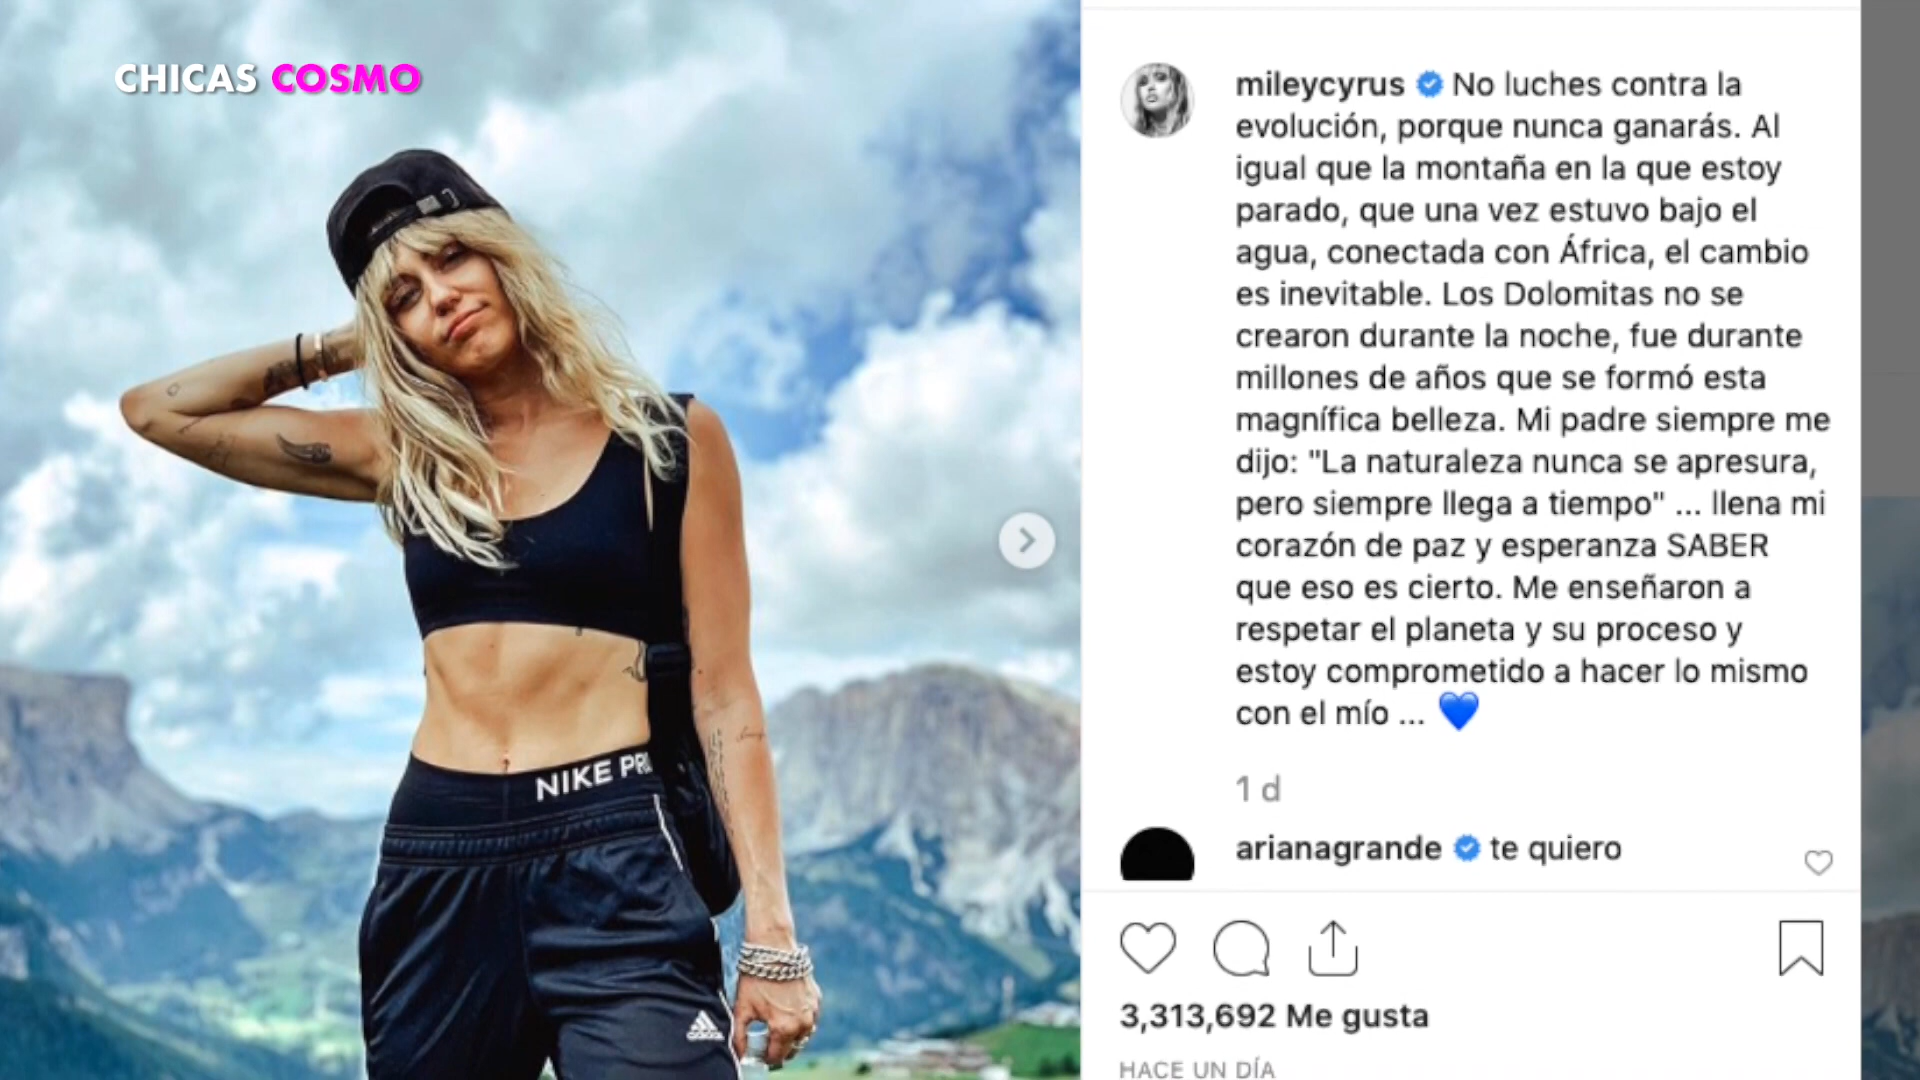 CHICAS COSMO
mileycyrus No luches contra la
evolución, porque nunca ganarás. Al
igual que la montaña en la que estoy
parado, que una vez estuvo bajo el
agua, conectada con África, el cambio
es inevitable. Los Dolomitas no se
crearon durante la noche, fue durante
millones de años que se formó esta
magnífica belleza. Mi padre siempre me
dijo: "La naturaleza nunca se apresura,
pero siempre llega a tiempo" ... llena mi
corazón de paz y esperanza SABER
que eso es cierto. Me enseñaron a
respetar el planeta y su proceso y
estoy comprometido a hacer lo mismo
con el mío ... 💙
1 d
arianagrande te quiero
3,313,692 Me gusta
HACE UN DÍA
NIKE PR
adidas